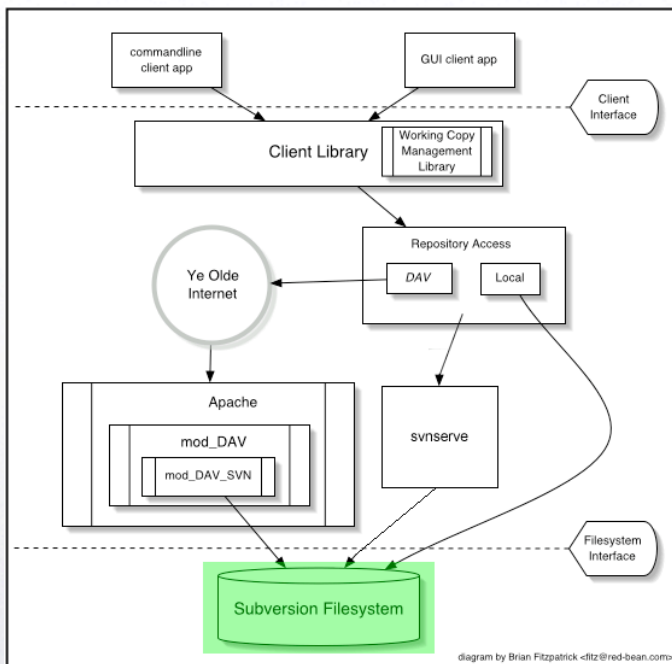 commandline
client app
GUI client app
Client
Interface
Client Library
Working Copy
Management
Library
Repository Access
DAV
Local
Ye Olde
Internet
Apache
mod_DAV
mod_DAV_SVN
svnserve
Filesystem
Interface
Subversion Filesystem
diagram by Brian Fitzpatrick <fitz@red-bean.com>